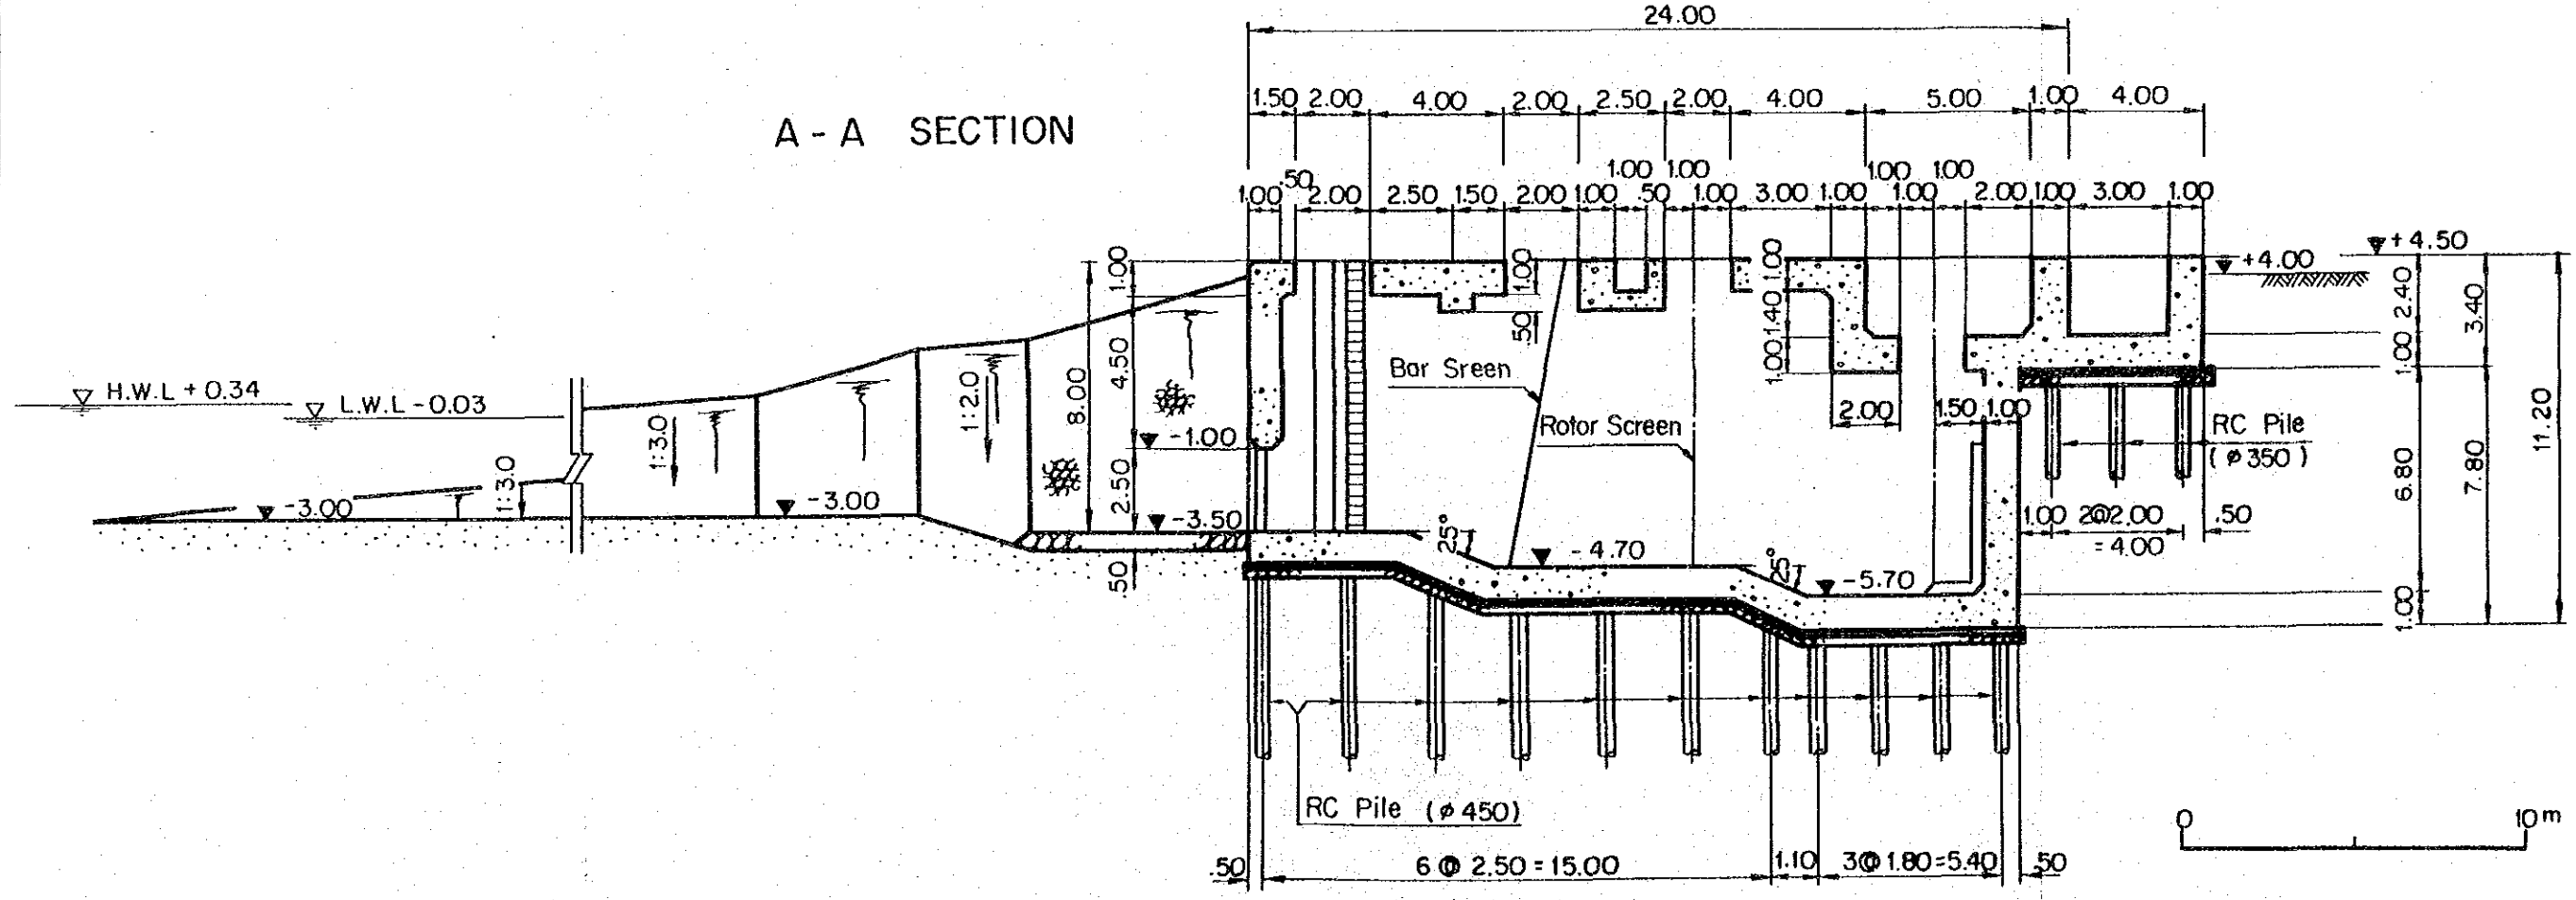 24.00
1.50 2.00 4.00 2.00 2.50 2.00 4.00 5.00 1.00 4.00
A - A SECTION
1.00 1.00 1.00 1.00
1.00 .50 2.00 2.50 1.50 2.00 1.00 .50 1.00 3.00 1.00 1.00 2.00 1.00 3.00 1.00
+4.50
+4.00
1.00
4.50
2.50
8.00
.50
1.00
.50
1.00
1.40
1.00
2.40
1.00
3.40
6.80
7.80
1.00
11.20
Bar Sreen
Rotor Screen
H.W.L + 0.34
L.W.L - 0.03
1:3.0
1:3.0
1:2.0
-1.00
2.00
1.50 1.00
RC Pile
(φ350)
-3.00
-3.00
-3.50
1.00 2@2.00 .50
= 4.00
25°
-4.70
25°
-5.70
RC Pile (φ450)
0 10m
.50 6 @ 2.50 = 15.00 1.10 3@ 1.80 = 5.40 .50